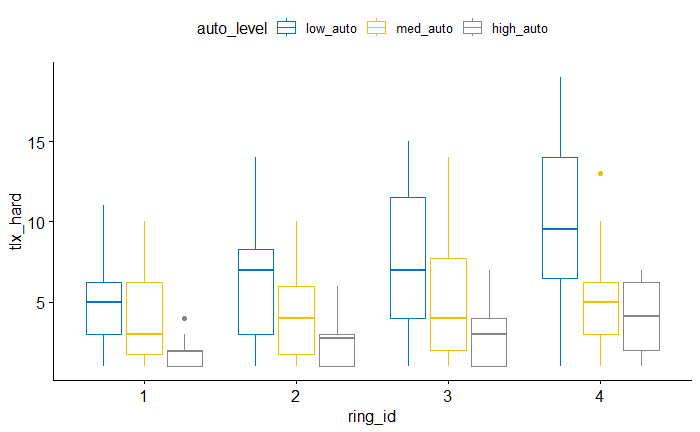 auto_level low_auto med_auto high_auto
15
10
5
tlx_hard
1 2 3 4
ring_id